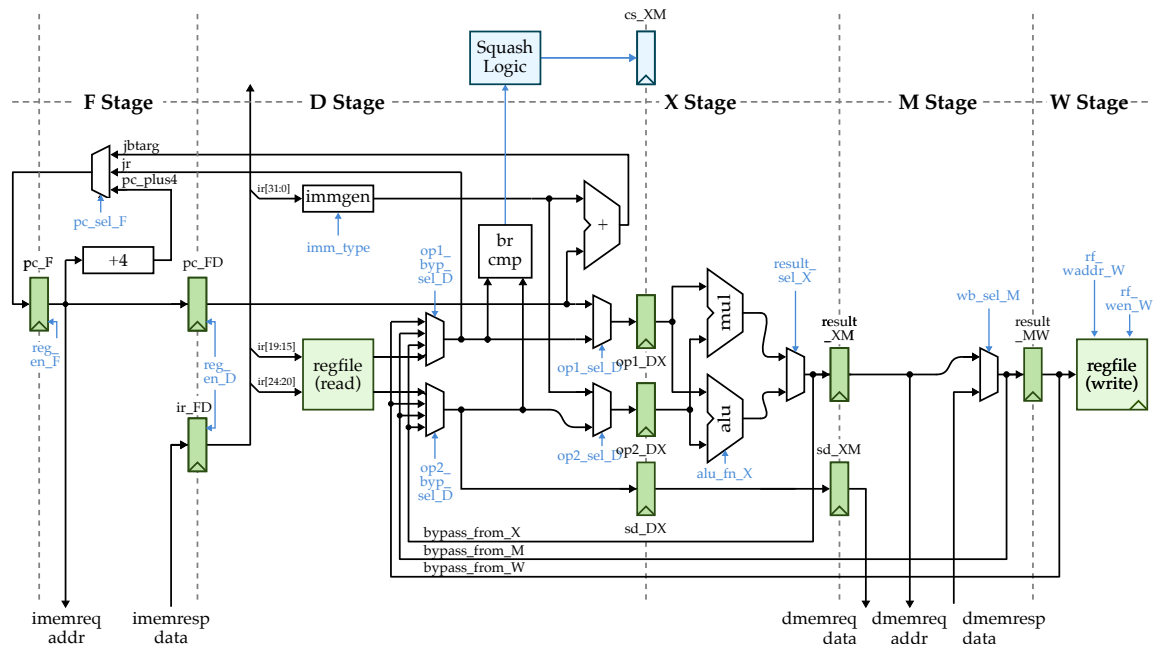 cs_XM
Squash
Logic
F Stage
D Stage
X Stage
M Stage
W Stage
jbtarg
jr
pc_plus4
pc_sel_F
+4
ir[31:0]
immgen
imm_type
+
br
cmp
pc_F
reg_
en_F
pc_FD
reg_
en_D
ir_FD
ir[19:15]
ir[24:20]
regfile
(read)
op1_
byp_
sel_D
op2_
byp_
sel_D
op1_sel_D
op1_DX
op2_sel_D
op2_DX
sd_DX
mul
alu
alu_fn_X
result_
sel_X
result
_XM
sd_XM
wb_sel_M
result
_MW
rf_
waddr_W
rf_
wen_W
regfile
(write)
bypass_from_X
bypass_from_M
bypass_from_W
imemreq
addr
imemresp
data
dmemreq
data
dmemreq
addr
dmemresp
data